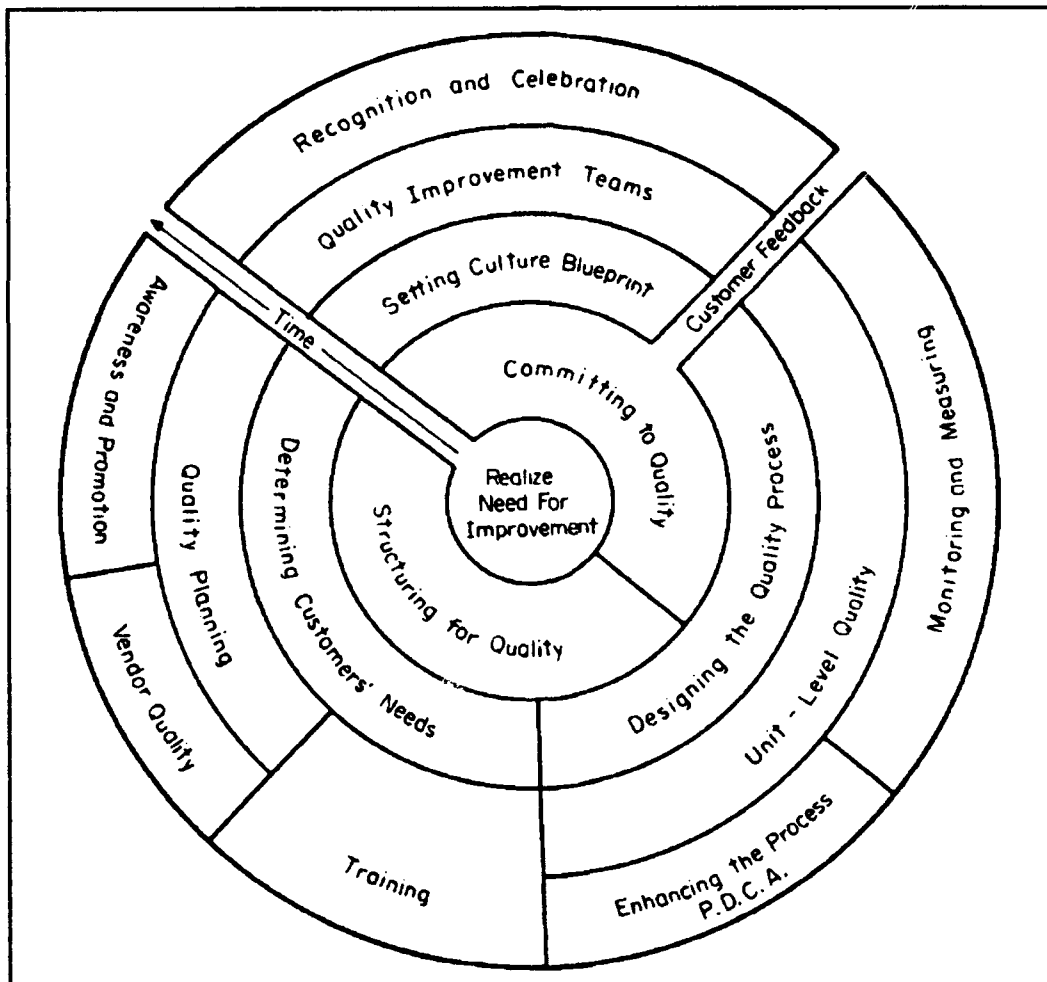 Recognition and Celebration
Quality Improvement Teams
Setting Culture Blueprint
Committing to Quality
Customer Feedback
Time
Realize
Need For
Improvement
Structuring for Quality
Determining Customers' Needs
Designing the Quality Process
Quality Planning
Unit - Level Quality
Awareness and Promotion
Vendor Quality
Training
Enhancing the Process
P.D.C.A.
Monitoring and Measuring